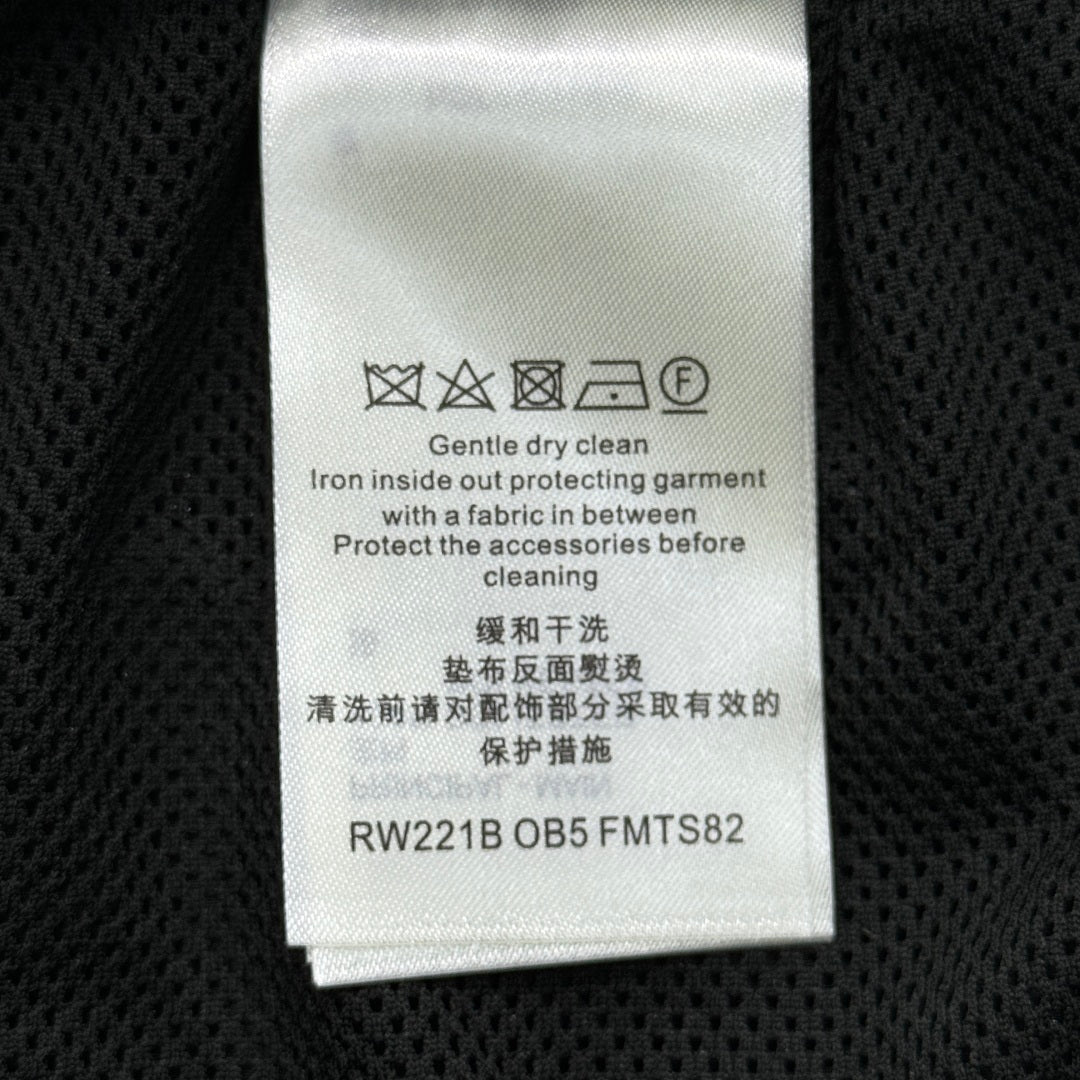 F
Gentle dry clean
Iron inside out protecting garment
with a fabric in between
Protect the accessories before
cleaning
缓和干洗
垫布反面熨烫
清洗前请对配饰部分采取有效的
保护措施
PRINCIPAL - MAIN
RW221B OB5 FMTS82